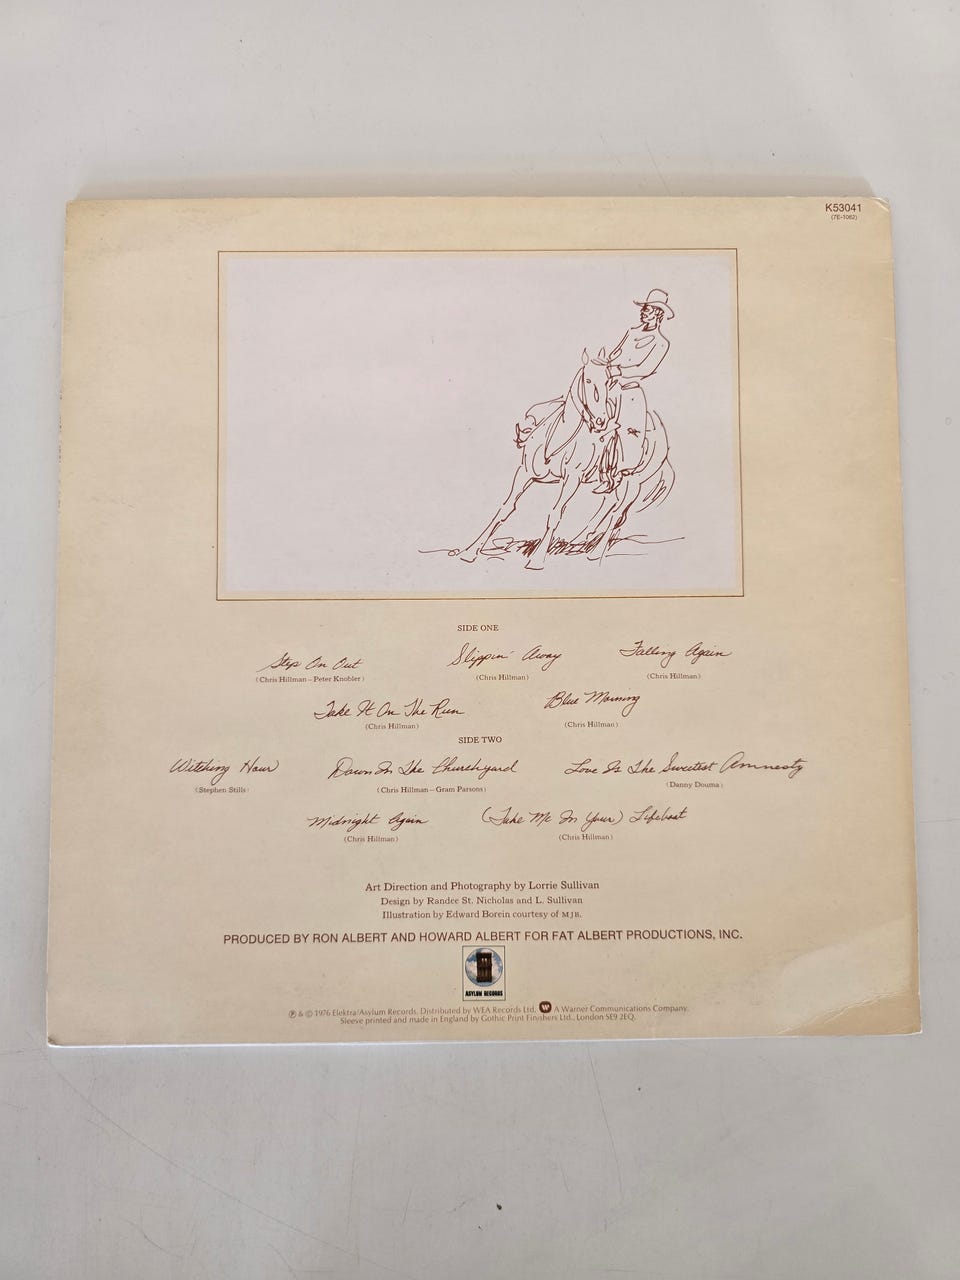 K53041
(7E-1062)
SIDE ONE
Step On Out Slippin' Away Falling Again
(Chris Hillman – Peter Knobler) (Chris Hillman) (Chris Hillman)
Take It On The Run Blue Morning
(Chris Hillman) (Chris Hillman)
SIDE TWO
Witching Hour Down In The Churchyard Love Is The Sweetest Amnesty
(Stephen Stills) (Chris Hillman – Gram Parsons) (Danny Douma)
Midnight Again (Take Me In Your) Lifeboat
(Chris Hillman) (Chris Hillman)
Art Direction and Photography by Lorrie Sullivan
Design by Randee St. Nicholas and L. Sullivan
Illustration by Edward Borein courtesy of MJB.
PRODUCED BY RON ALBERT AND HOWARD ALBERT FOR FAT ALBERT PRODUCTIONS, INC.
ASYLUM RECORDS
℗ & © 1976 Elektra/Asylum Records. Distributed by WEA Records Ltd. A Warner Communications Company.
Sleeve printed and made in England by Gothic Print Finishers Ltd., London SE9 2EQ.